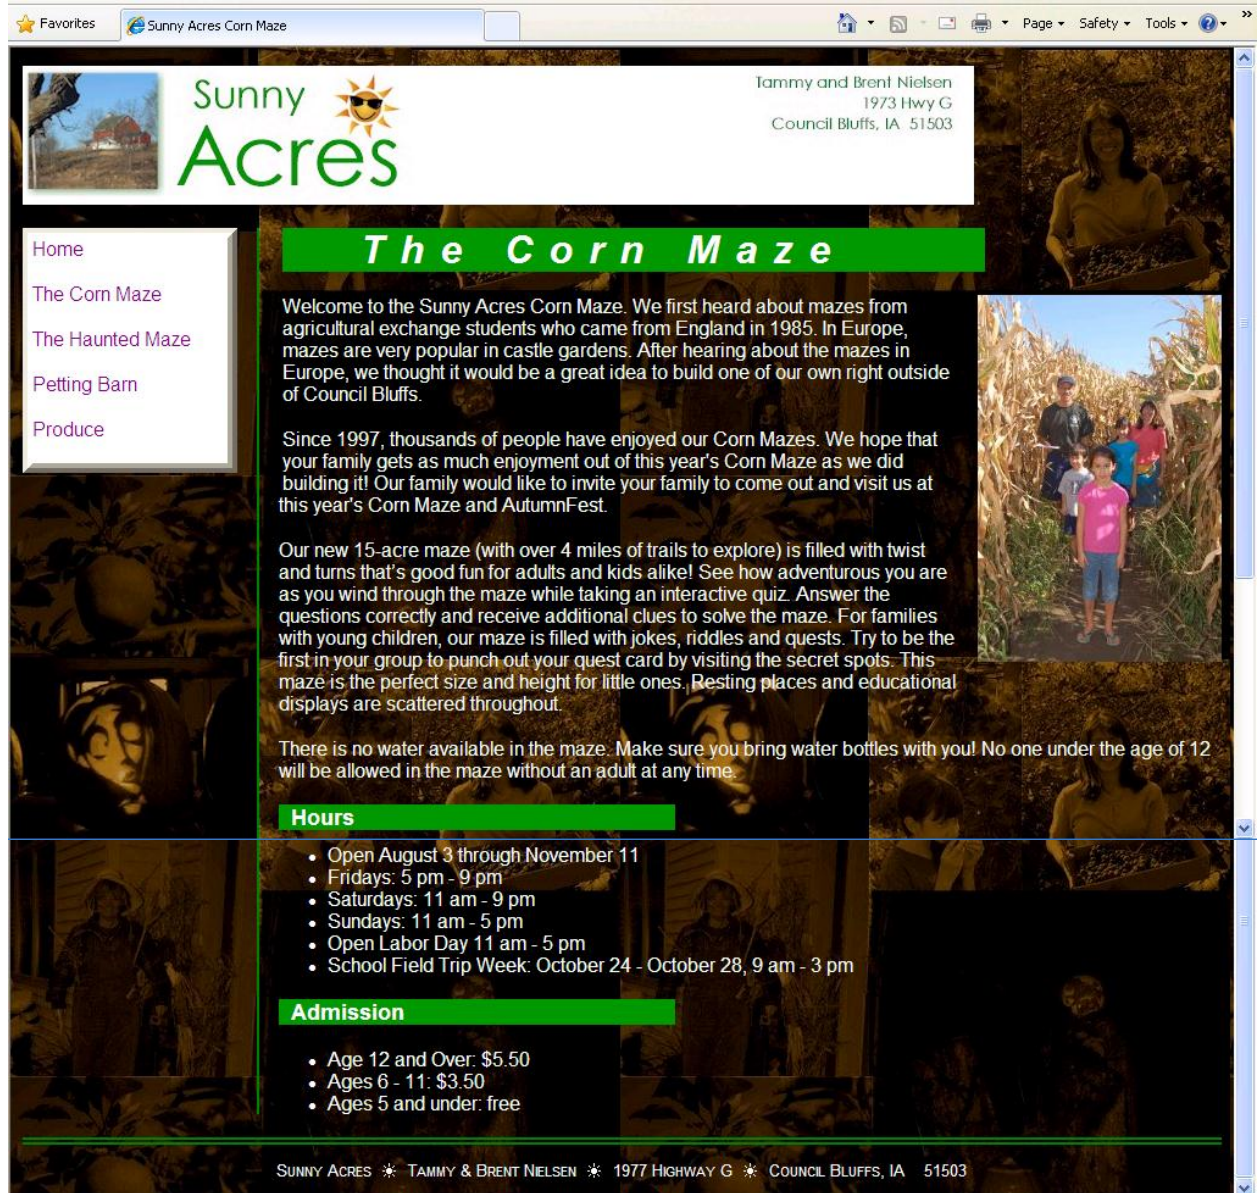 Favorites
Sunny Acres Corn Maze
Page
Safety
Tools
»
Sunny
Acres
Tammy and Brent Nielsen
1973 Hwy G
Council Bluffs, IA 51503
Home
The Corn Maze
The Haunted Maze
Petting Barn
Produce
The Corn Maze
Welcome to the Sunny Acres Corn Maze. We first heard about mazes from
agricultural exchange students who came from England in 1985. In Europe,
mazes are very popular in castle gardens. After hearing about the mazes in
Europe, we thought it would be a great idea to build one of our own right outside
of Council Bluffs.
Since 1997, thousands of people have enjoyed our Corn Mazes. We hope that
your family gets as much enjoyment out of this year's Corn Maze as we did
building it! Our family would like to invite your family to come out and visit us at
this year's Corn Maze and AutumnFest.
Our new 15-acre maze (with over 4 miles of trails to explore) is filled with twist
and turns that's good fun for adults and kids alike! See how adventurous you are
as you wind through the maze while taking an interactive quiz. Answer the
questions correctly and receive additional clues to solve the maze. For families
with young children, our maze is filled with jokes, riddles and quests. Try to be the
first in your group to punch out your quest card by visiting the secret spots. This
maze is the perfect size and height for little ones. Resting places and educational
displays are scattered throughout.
There is no water available in the maze. Make sure you bring water bottles with you! No one under the age of 12
will be allowed in the maze without an adult at any time.
Hours
• Open August 3 through November 11
• Fridays: 5 pm - 9 pm
• Saturdays: 11 am - 9 pm
• Sundays: 11 am - 5 pm
• Open Labor Day 11 am - 5 pm
• School Field Trip Week: October 24 - October 28, 9 am - 3 pm
Admission
• Age 12 and Over: $5.50
• Ages 6 - 11: $3.50
• Ages 5 and under: free
SUNNY ACRES ☀ TAMMY & BRENT NIELSEN ☀ 1977 HIGHWAY G ☀ COUNCIL BLUFFS, IA 51503